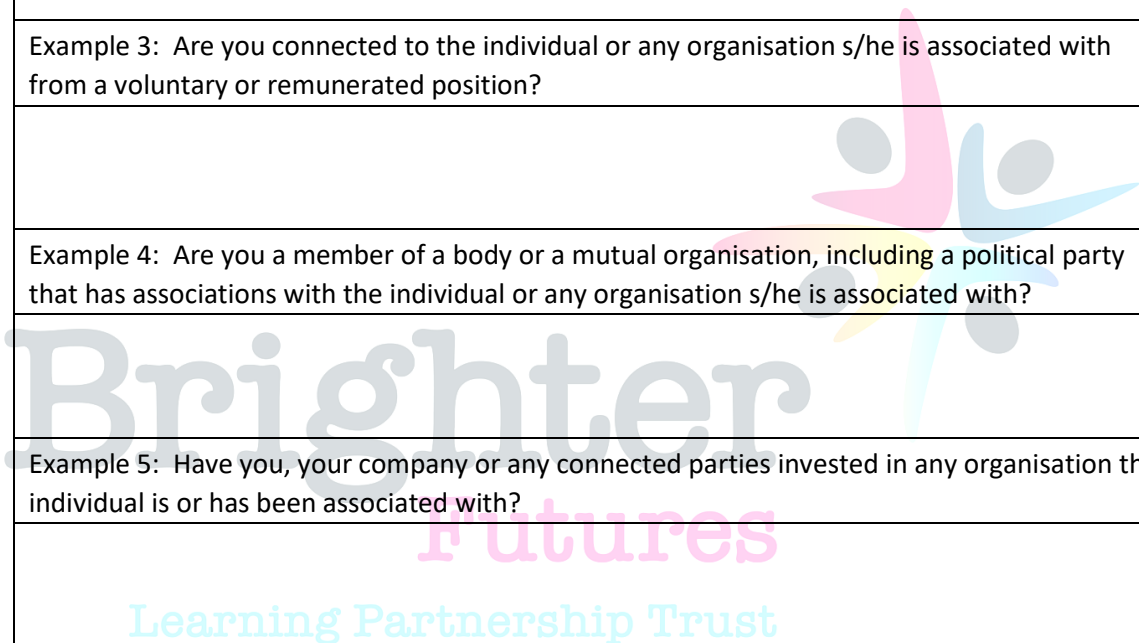 Example 3:  Are you connected to the individual or any organisation s/he is associated with
from a voluntary or remunerated position?
Example 4:  Are you a member of a body or a mutual organisation, including a political party
that has associations with the individual or any organisation s/he is associated with?
Brighter
Example 5:  Have you, your company or any connected parties invested in any organisation
individual is or has been associated with?
Futures
Learning Partnership Trust